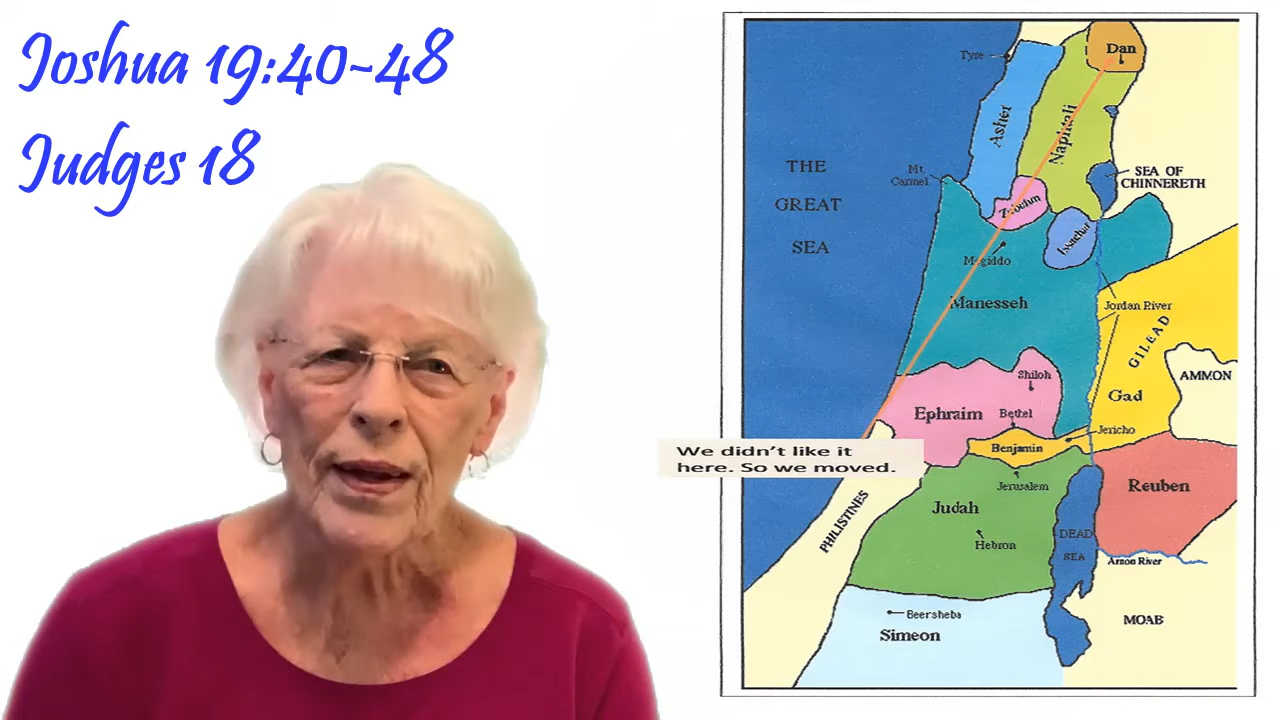 Joshua 19:40-48
Judges 18
Dan
Tyre
Asher
Naphtali
Mt
Carmel
SEA OF
CHINNERETH
THE
GREAT
SEA
Zebulun
Issachar
Megiddo
Manesseh
Jordan River
GILEAD
AMMON
Shiloh
Gad
Ephraim
Bethel
Jericho
Benjamin
We didn't like it
here. So we moved.
Jerusalem
Reuben
PHILISTINES
Judah
DEAD
SEA
Hebron
Arnon River
Beersheba
MOAB
Simeon